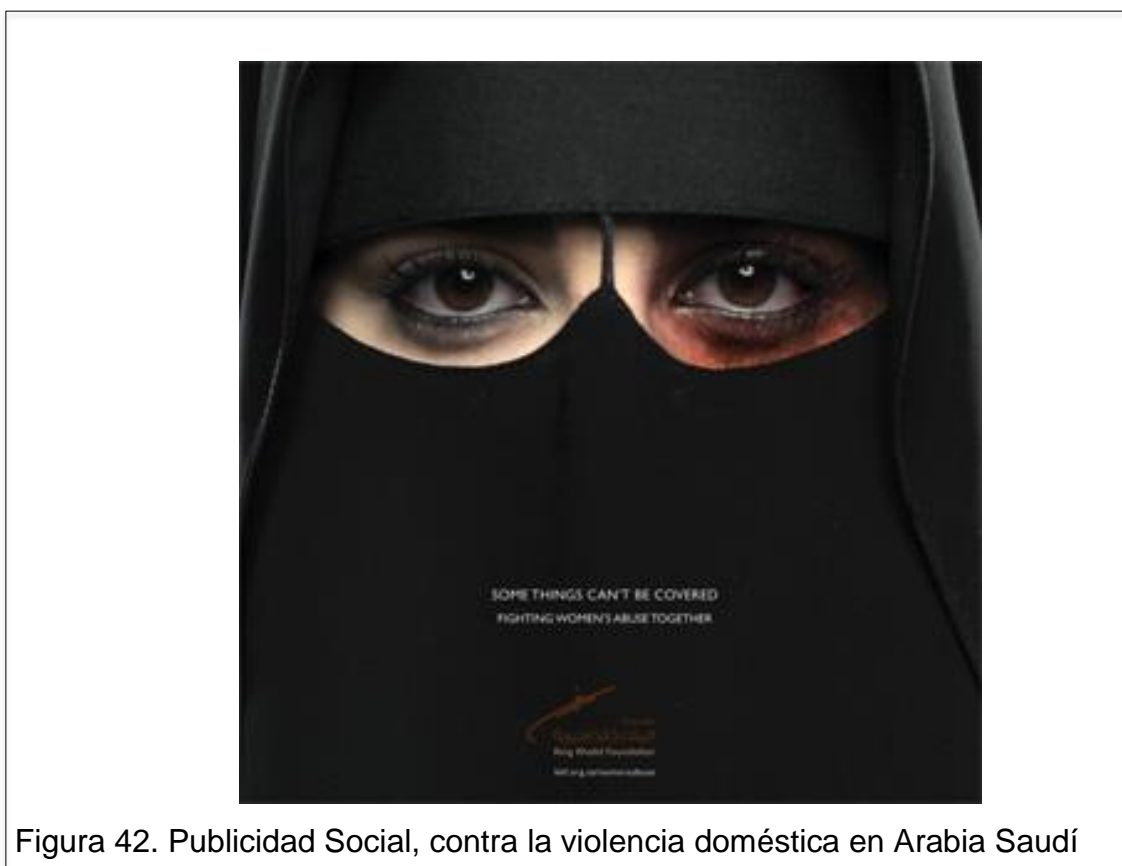 SOME THINGS CAN'T BE COVERED
FIGHTING WOMEN'S ABUSE TOGETHER
King Khalid Foundation
Figura 42. Publicidad Social, contra la violencia doméstica en Arabia Saudí